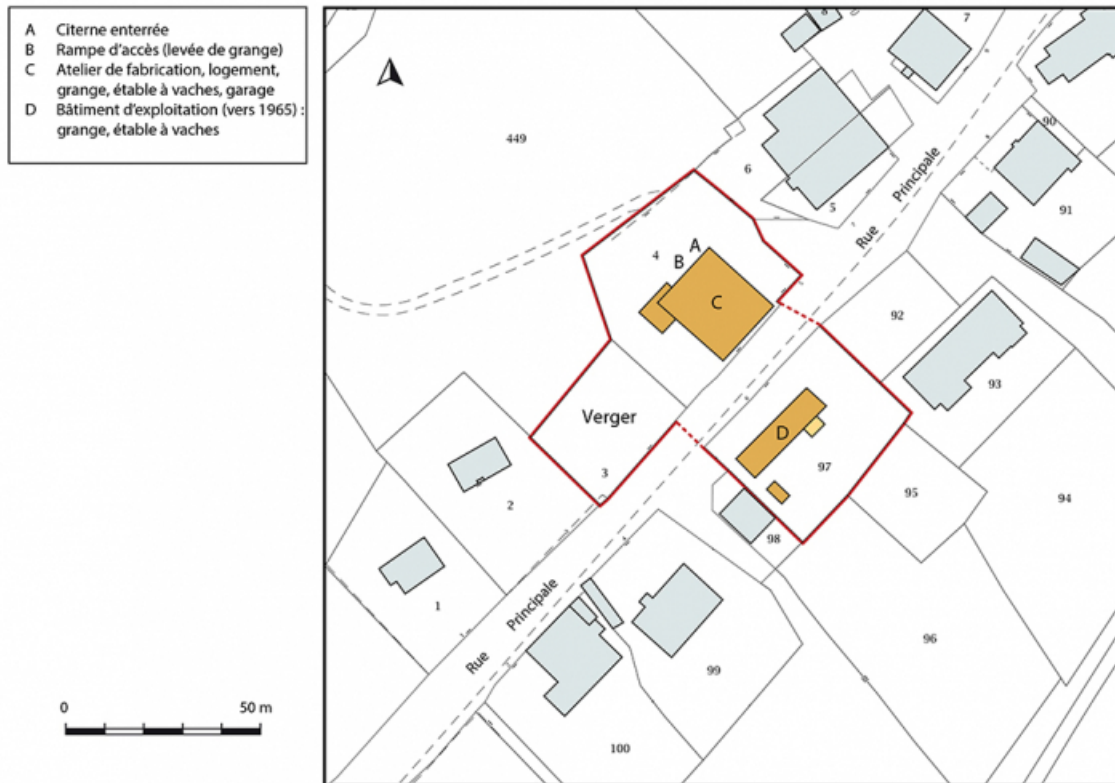 A Citerne enterrée
B Rampe d'accès (levée de grange)
C Atelier de fabrication, logement,
grange, étable à vaches, garage
D Bâtiment d'exploitation (vers 1965) :
grange, étable à vaches
0 50 m
8
7
449
90
6
Rue Principale
5
91
4
A
B
C
92
93
Verger
D
3
97
95
94
2
98
1
Rue Principale
96
99
100